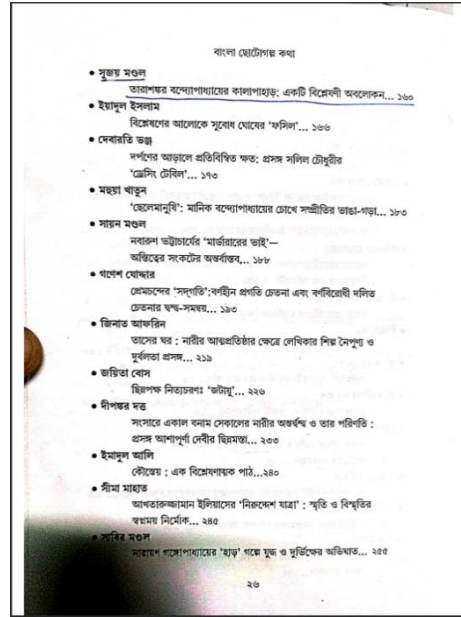 বাংলা ছোটোগল্প কথা
• সুজয় মণ্ডল
তারাশঙ্কর বন্দ্যোপাধ্যায়ের কালাপাহাড়: একটি বিশ্লেষণী অবলোকন... ১৬০
• ইয়াদুল ইসলাম
বিশ্লেষণের আলোকে সুবোধ ঘোষের ‘ফসিল’... ১৬৬
• দেবারতি ভঞ্জ
দর্পণের আড়ালে প্রতিবিম্বিত ক্ষত: প্রসঙ্গ সলিল চৌধুরীর
‘ড্রেসিং টেবিল’... ১৭৩
• মহুয়া খাতুন
‘ছেলেমানুষি’: মানিক বন্দ্যোপাধ্যায়ের চোখে সম্প্রীতির ভাঙা-গড়া... ১৮৩
• সায়ন মণ্ডল
নবারুণ ভট্টাচার্যের ‘মার্ডারারের ভাই’—
অস্তিত্বের সংকটের অন্তর্বাস্তব... ১৮৮
• গণেশ যোদ্দার
প্রেমচন্দের ‘সদ্‌গতি’:বর্ণহীন প্রগতি চেতনা এবং বর্ণবিরোধী দলিত
চেতনার দ্বন্দ্ব-সমন্বয়... ১৯৩
• জিনাত আফরিন
তাসের ঘর : নারীর আত্মপ্রতিষ্ঠার ক্ষেত্রে লেখিকার শিল্প নৈপুণ্য ও
দুর্বলতা প্রসঙ্গ... ২১৯
• জয়িতা বোস
ছিন্নপক্ষ নিত্যচরণঃ ‘জটায়ু’... ২২৬
• দীপঙ্কর দত্ত
সংসারে একাল বনাম সেকালের নারীর অন্তর্দ্বন্দ্ব ও তার পরিণতি :
প্রসঙ্গ আশাপূর্ণা দেবীর ছিন্নমস্তা... ২৩৩
• ইমাদুল আলি
কৌন্তেয় : এক বিশ্লেষণাত্মক পাঠ...২৪০
• সীমা মাহাত
আখতারুজ্জামান ইলিয়াসের ‘নিরুদ্দেশ যাত্রা’ : স্মৃতি ও বিস্মৃতির
স্বপ্নময় নির্মোক... ২৪৫
• সাবির মণ্ডল
নারায়ণ গঙ্গোপাধ্যায়ের ‘হাড়’ গল্পে যুদ্ধ ও দুর্ভিক্ষের অভিঘাত... ২৫৫
২৬